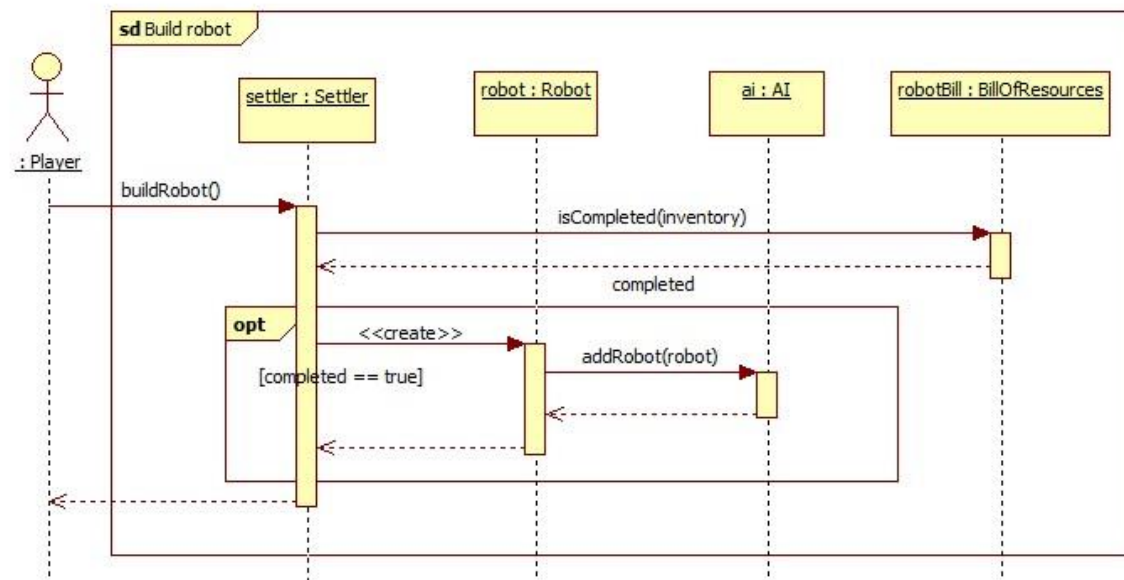 sd Build robot
settler : Settler
robot : Robot
ai : AI
robotBill : BillOfResources
: Player
buildRobot()
isCompleted(inventory)
completed
opt
<<create>>
addRobot(robot)
[completed == true]